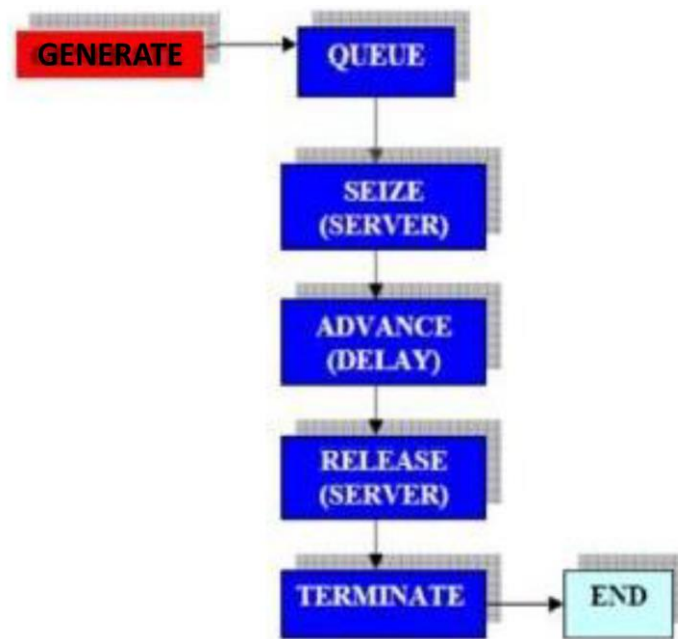 GENERATE
QUEUE
SEIZE
(SERVER)
ADVANCE
(DELAY)
RELEASE
(SERVER)
TERMINATE
END